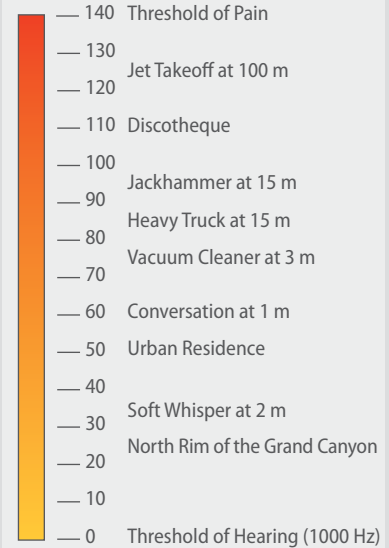 140 Threshold of Pain
130
Jet Takeoff at 100 m
120
110 Discotheque
100
Jackhammer at 15 m
90
Heavy Truck at 15 m
80
Vacuum Cleaner at 3 m
70
60 Conversation at 1 m
50 Urban Residence
40
Soft Whisper at 2 m
30
North Rim of the Grand Canyon
20
10
0 Threshold of Hearing (1000 Hz)